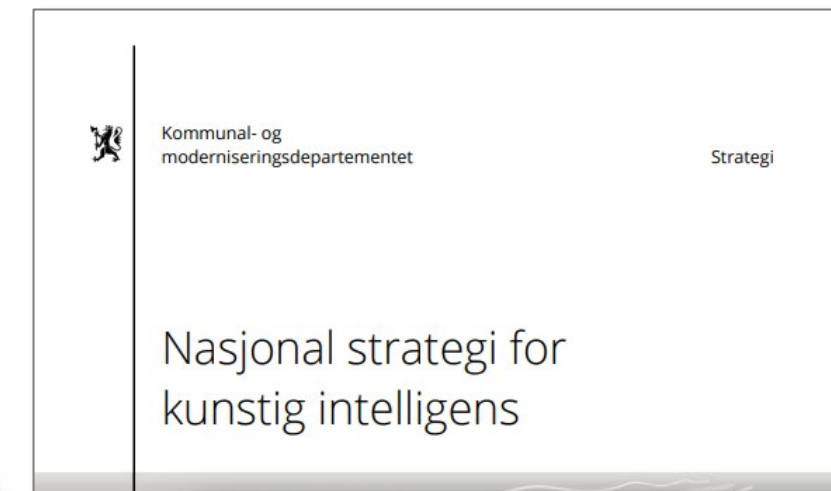 Kommunal- og
moderniseringsdepartementet
Strategi
Nasjonal strategi for
kunstig intelligens